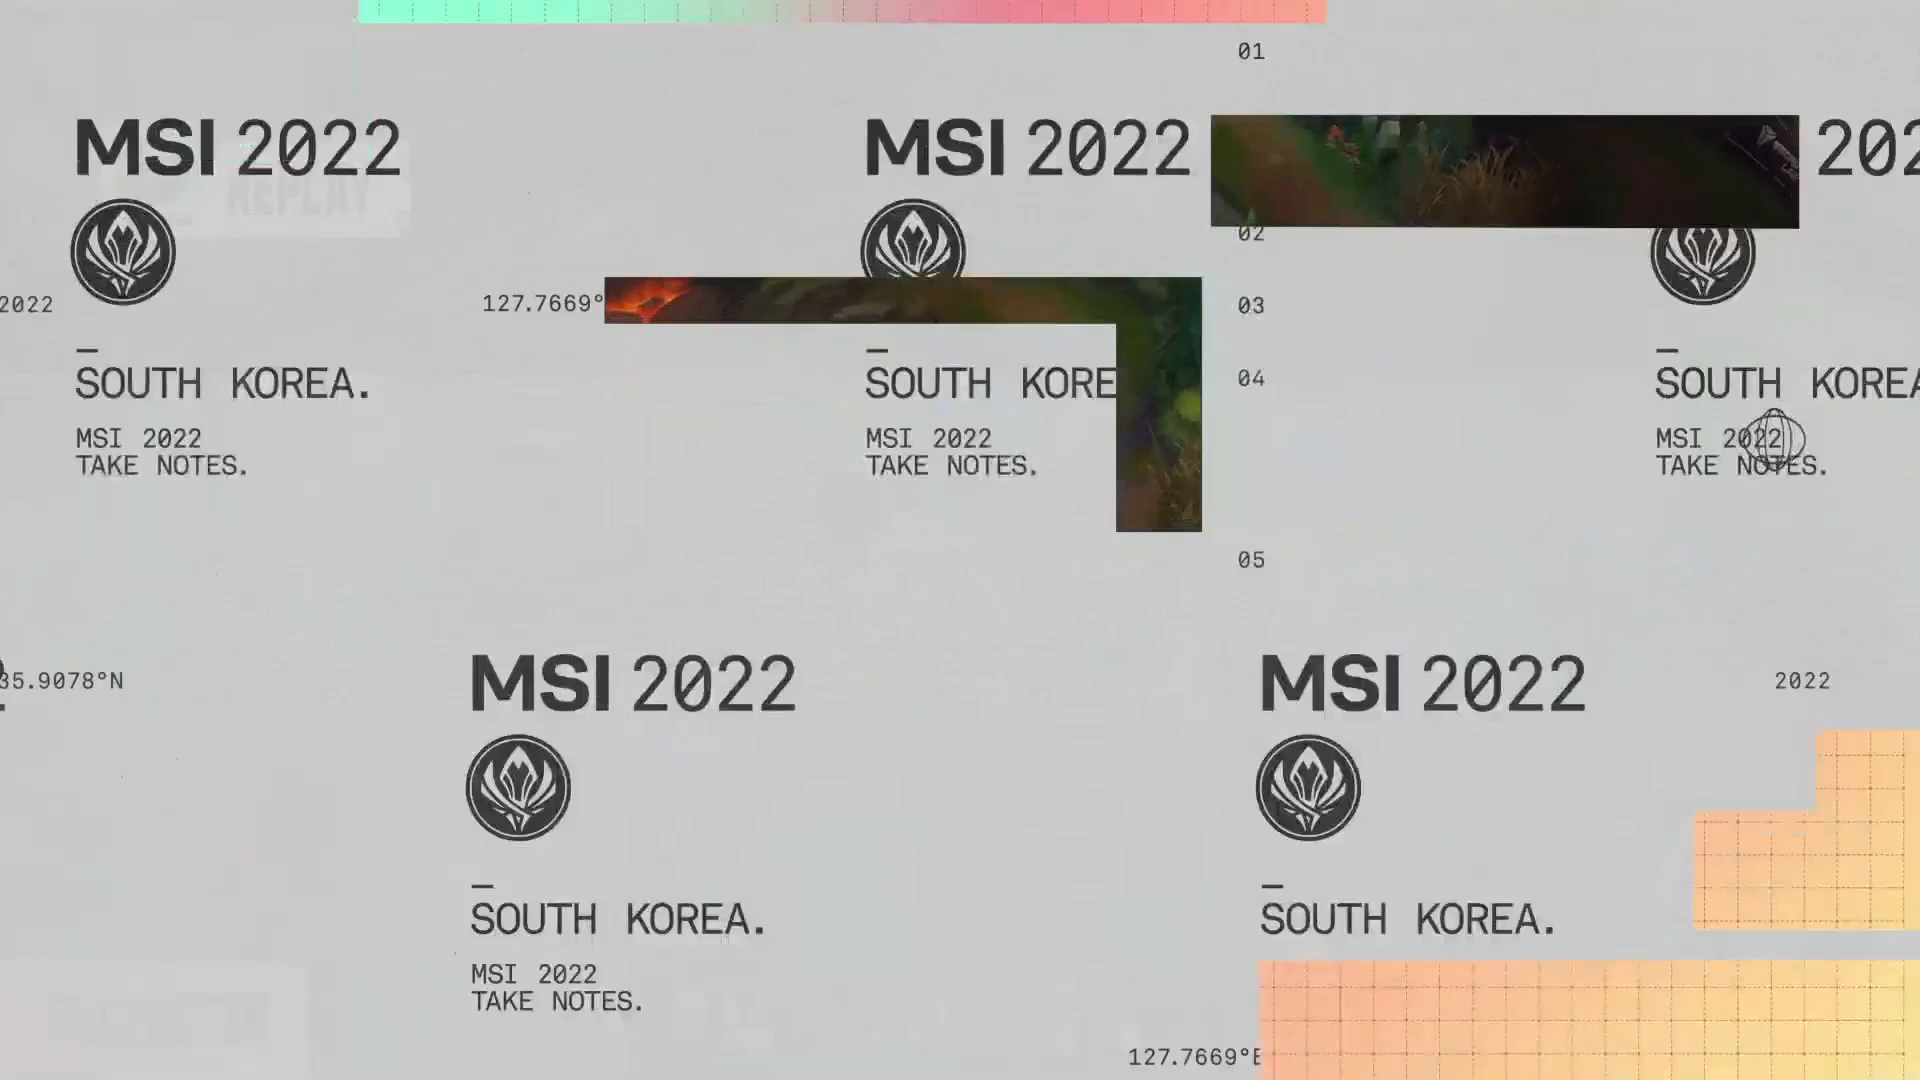 01
MSI 2022
MSI 2022
202
REPLAY
02
2022
127.7669°
03
SOUTH KOREA.
SOUTH KORE
04
SOUTH KOREA
MSI 2022
TAKE NOTES.
MSI 2022
TAKE NOTES.
MSI 2022
TAKE NOTES.
05
35.9078°N
MSI 2022
MSI 2022
2022
SOUTH KOREA.
SOUTH KOREA.
MSI 2022
TAKE NOTES.
127.7669°E